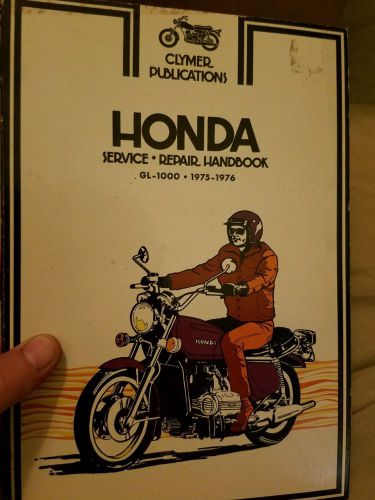 CLYMER
PUBLICATIONS
HONDA
SERVICE • REPAIR HANDBOOK
GL-1000 • 1975-1976
HONDA